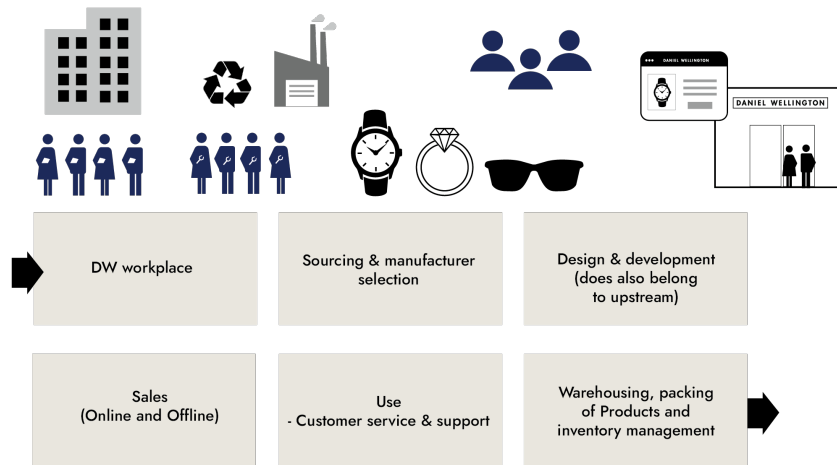 DANIEL WELLINGTON
DANIEL WELLINGTON
DW workplace
Sourcing & manufacturer
selection
Design & development
(does also belong
to upstream)
Sales
(Online and Offline)
Use
- Customer service & support
Warehousing, packing
of Products and
inventory management